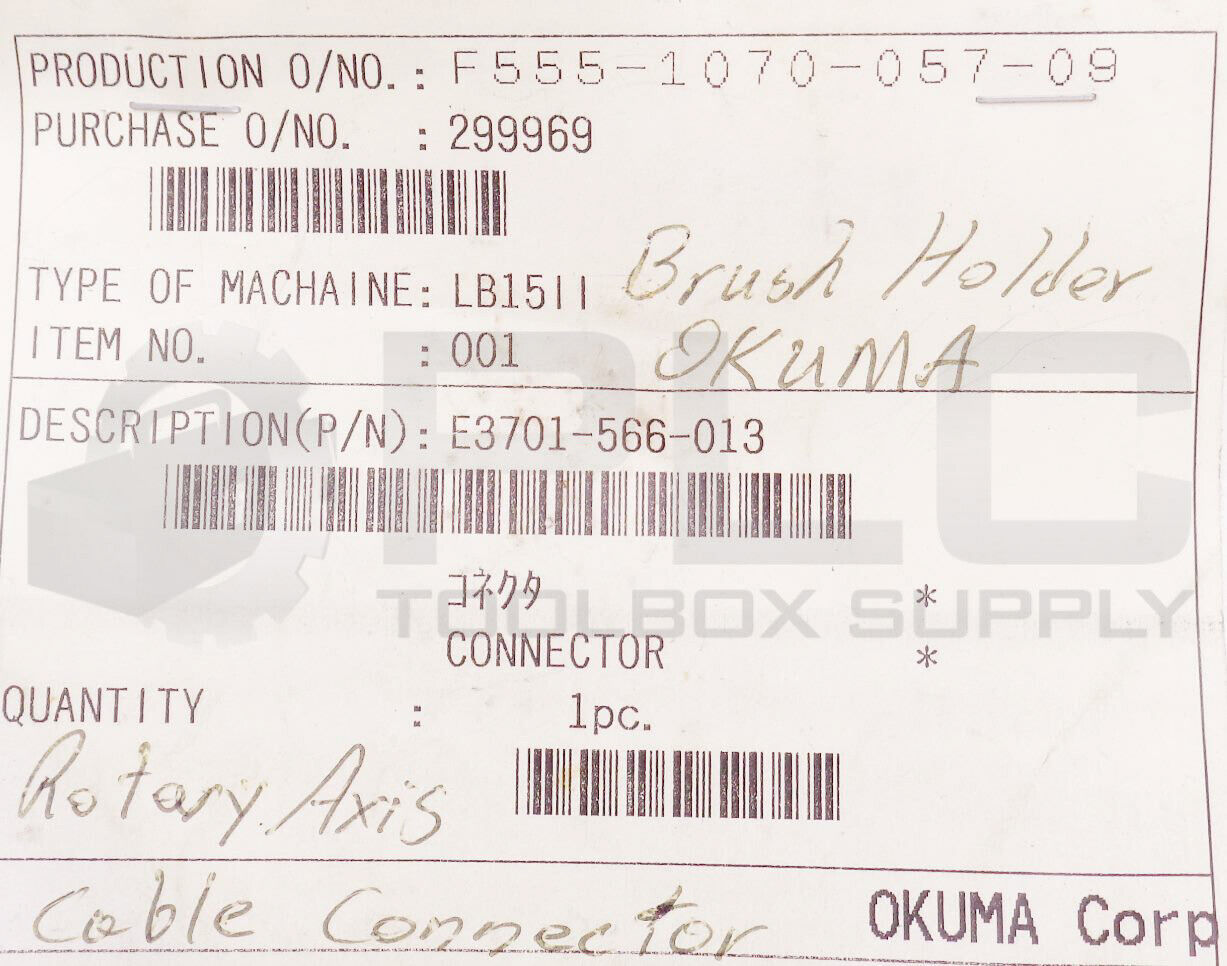 PRODUCTION O/NO. : F555-1070-057-09
PURCHASE O/NO. : 299969
TYPE OF MACHAINE: LB15II
Brush Holder
ITEM NO. : 001
OKUMA
DESCRIPTION(P/N): E3701-566-013
PLC
コネクタ *
TOOLBOX SUPPLY
CONNECTOR *
QUANTITY : 1pc.
Rotary Axis
Cable Connector
OKUMA Corp